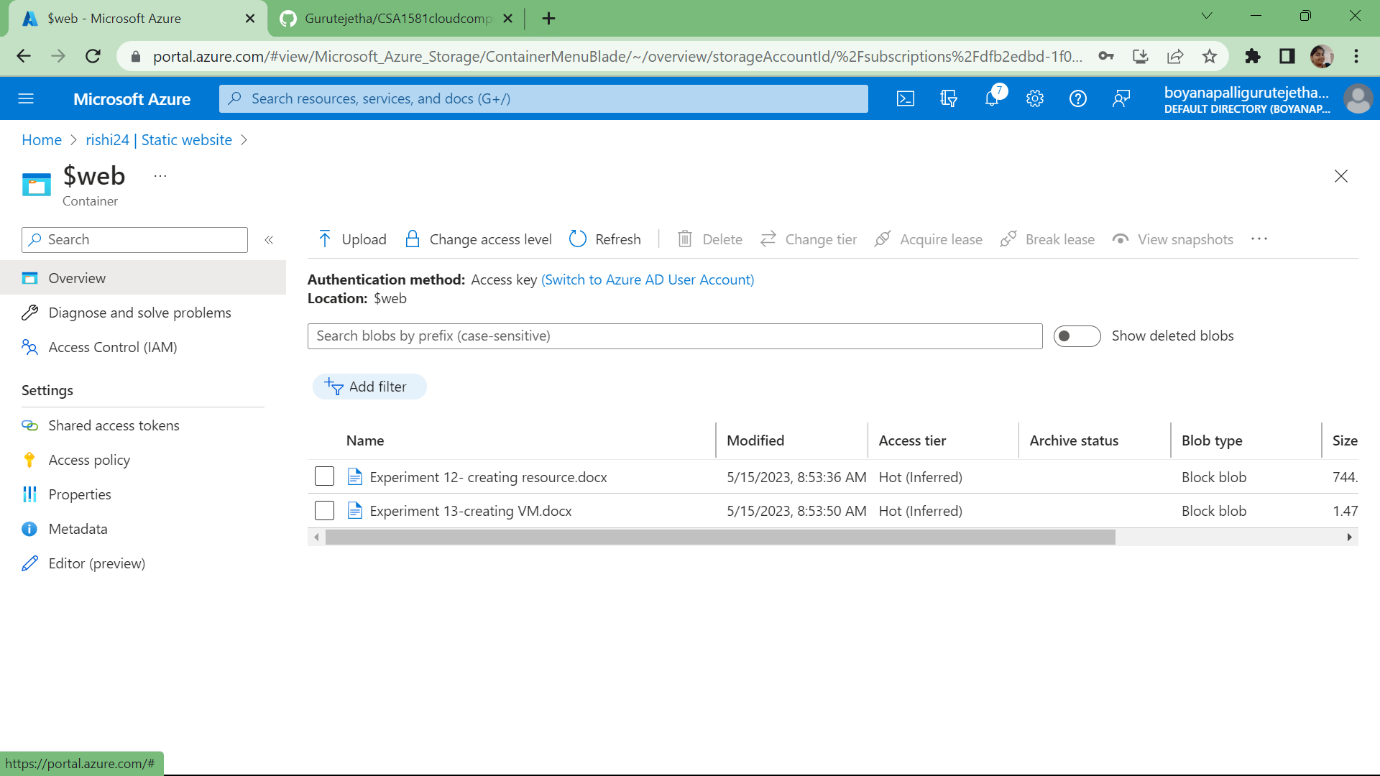 $web - Microsoft Azure
Gurutejetha/CSA1581cloudcomp
portal.azure.com/#view/Microsoft_Azure_Storage/ContainerMenuBlade/~/overview/storageAccountId/%2Fsubscriptions%2Fdfb2edbd-1f0...
Microsoft Azure
Search resources, services, and docs (G+/)
7
boyanapalligurutejetha...
DEFAULT DIRECTORY (BOYANAP...
Home > rishi24 | Static website >
$web ...
Container
Search
«
Upload Change access level Refresh Delete Change tier Acquire lease Break lease View snapshots ...
Overview
Diagnose and solve problems
Access Control (IAM)
Settings
Shared access tokens
Access policy
Properties
Metadata
Editor (preview)
Authentication method: Access key (Switch to Azure AD User Account)
Location: $web
Search blobs by prefix (case-sensitive)
Show deleted blobs
Add filter
Name Modified Access tier Archive status Blob type Size
Experiment 12- creating resource.docx 5/15/2023, 8:53:36 AM Hot (Inferred) Block blob 744.
Experiment 13-creating VM.docx 5/15/2023, 8:53:50 AM Hot (Inferred) Block blob 1.47
https://portal.azure.com/#